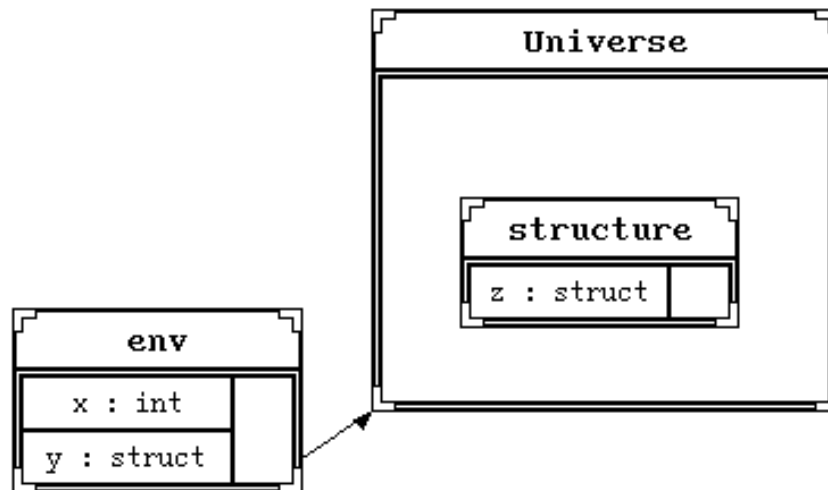 Universe
structure
z : struct
env
x : int
y : struct